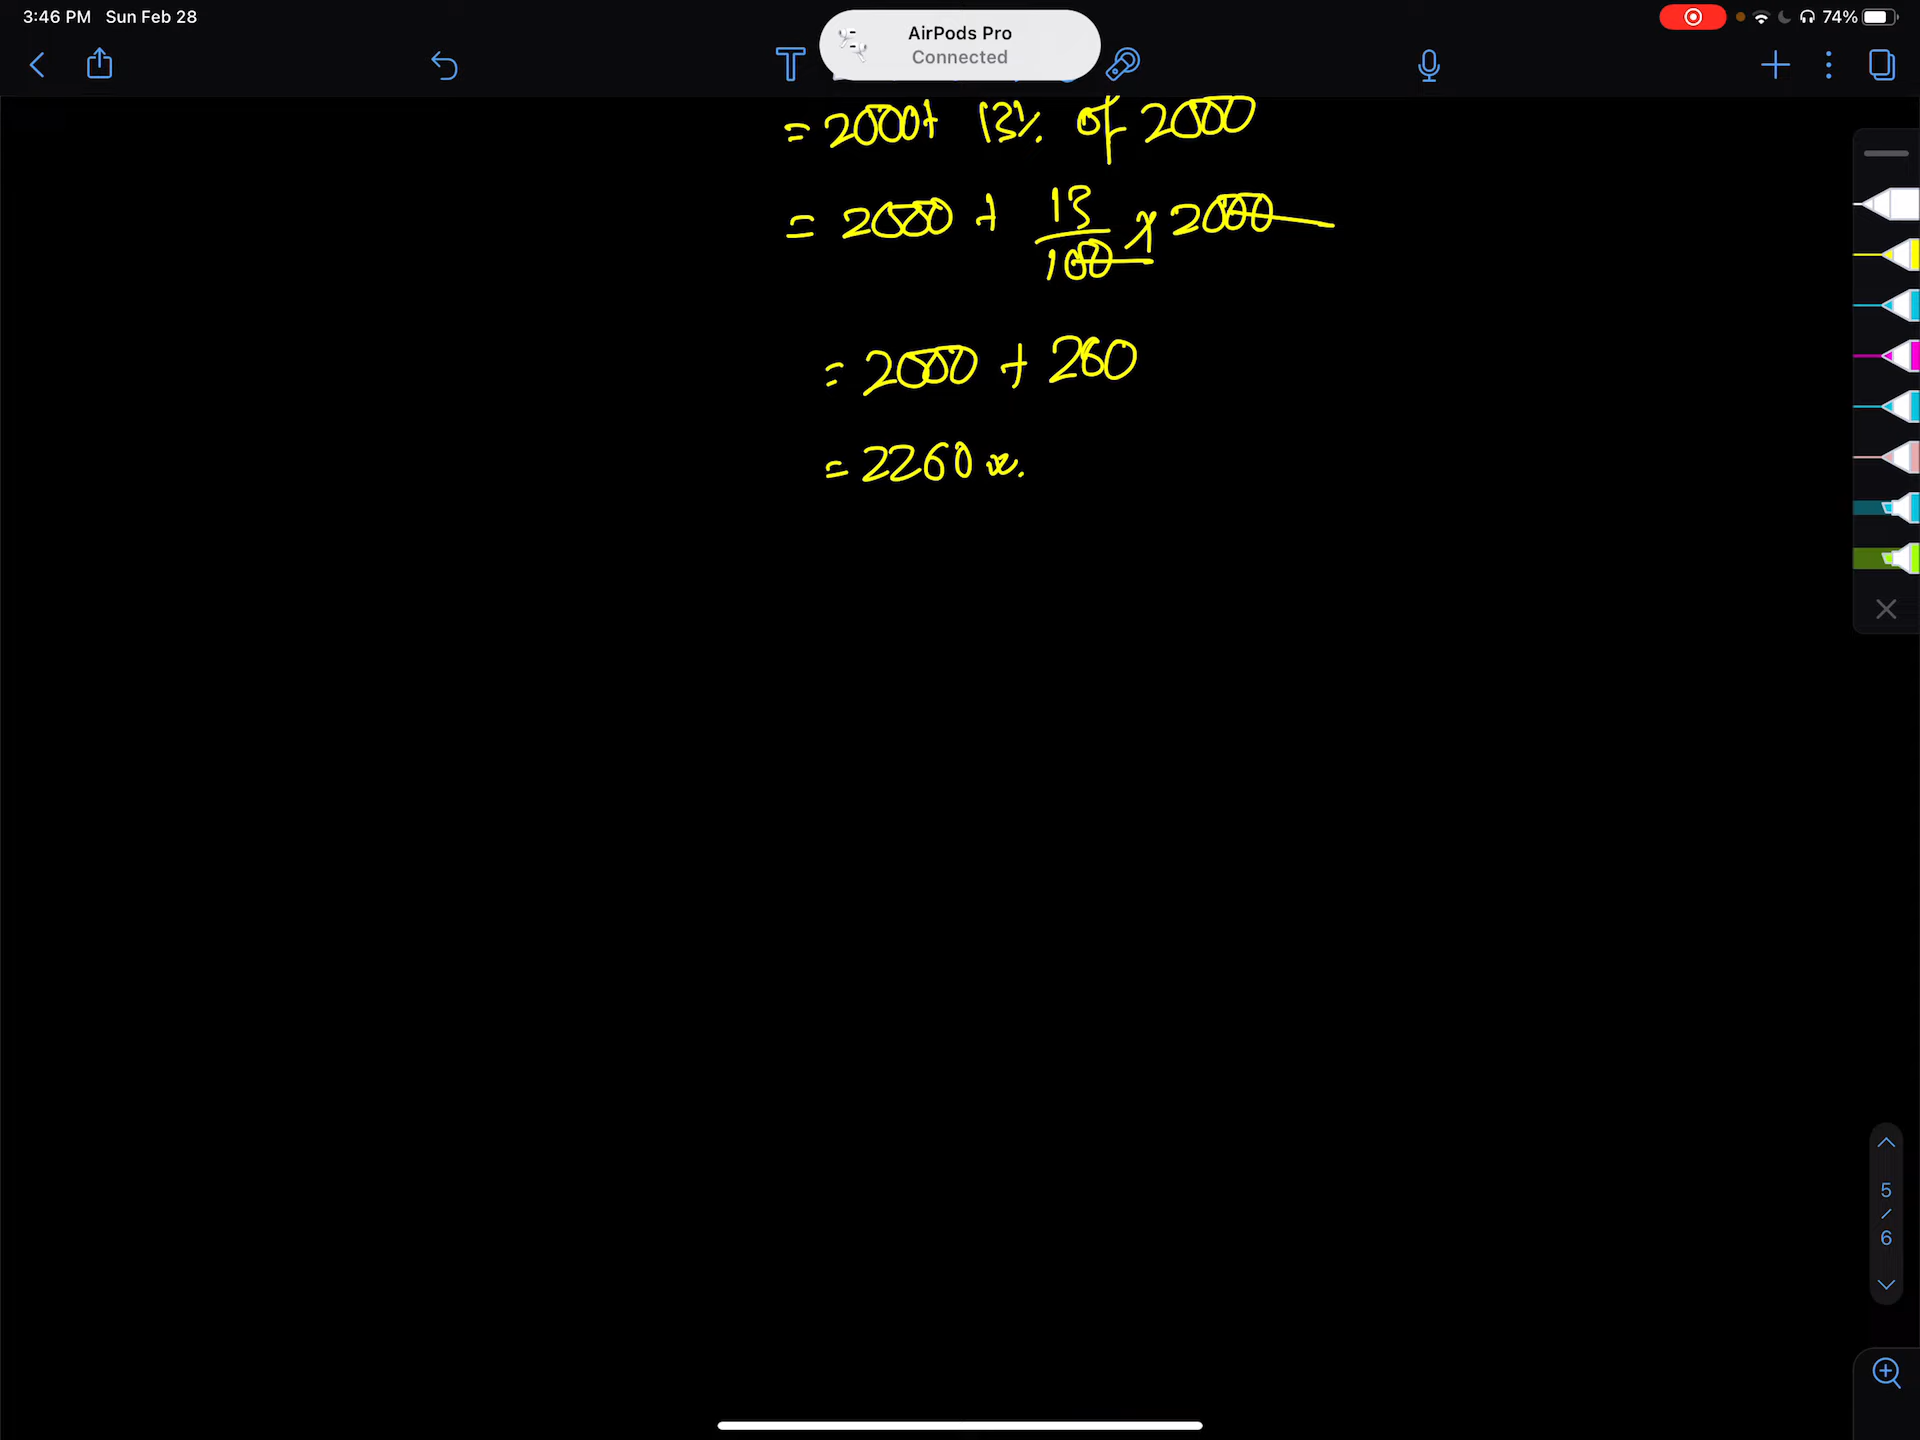 3:46 PM Sun Feb 28
74%
AirPods Pro
Connected
T
= 2000+ 13% of 2000
= 2000 + 13/100 x 2000
= 2000 + 260
= 2260
5
/
6